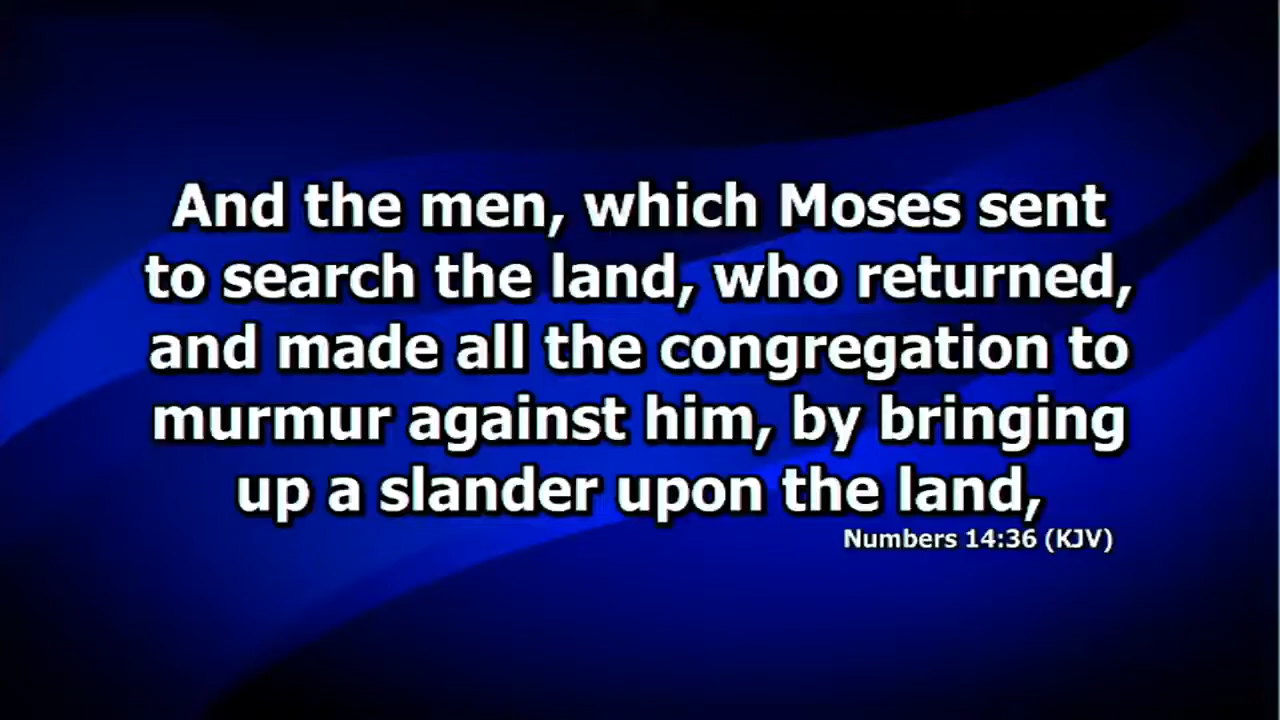 And the men, which Moses sent
to search the land, who returned,
and made all the congregation to
murmur against him, by bringing
up a slander upon the land,
Numbers 14:36 (KJV)